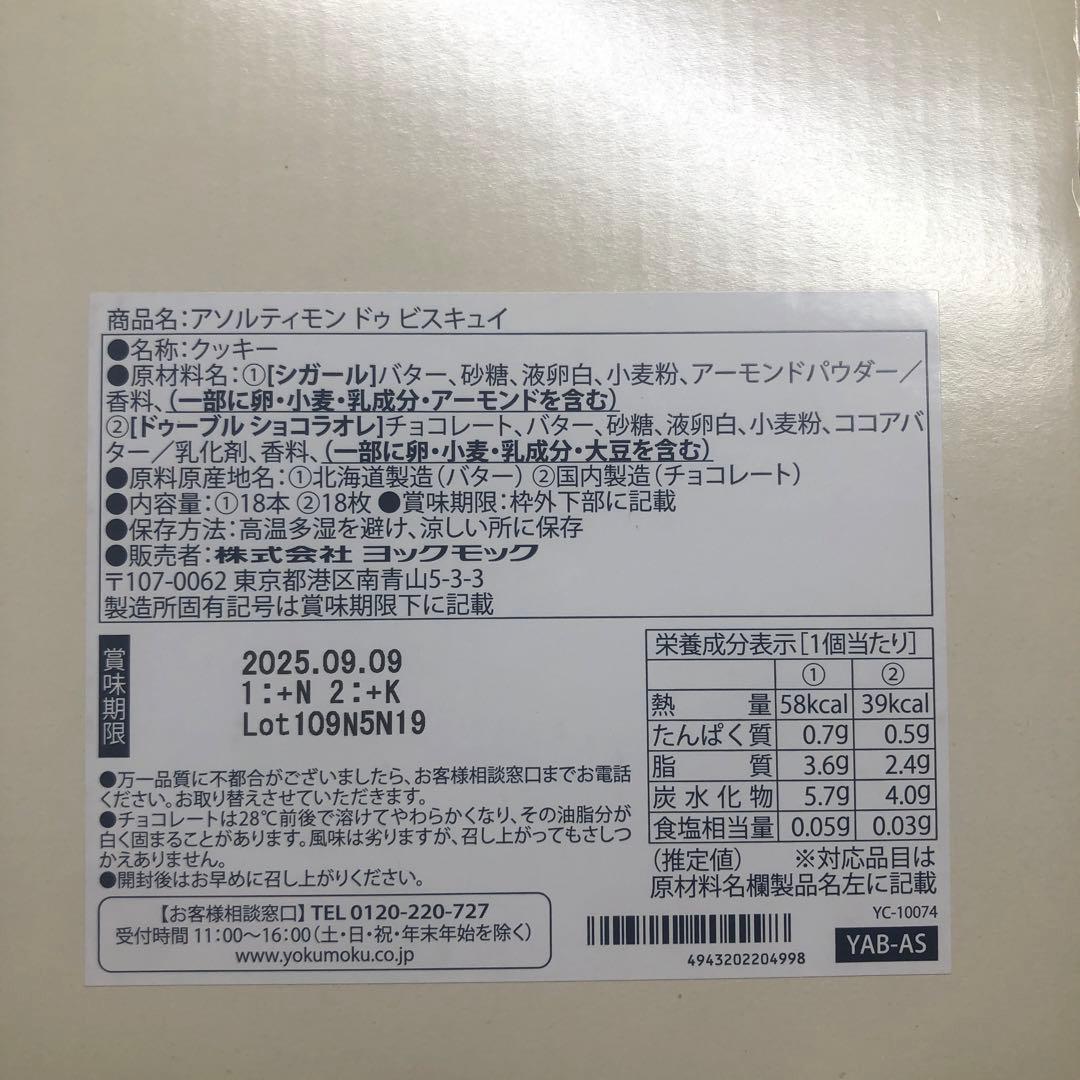 商品名：アソルティモン ドゥ ビスキュイ
●名称：クッキー
●原材料名：①[シガール]バター、砂糖、液卵白、小麦粉、アーモンドパウダー／
香料、（一部に卵・小麦・乳成分・アーモンドを含む）
②[ドゥーブル ショコラオレ]チョコレート、バター、砂糖、液卵白、小麦粉、ココアバ
ター／乳化剤、香料、（一部に卵・小麦・乳成分・大豆を含む）
●原料原産地名：①北海道製造（バター） ②国内製造（チョコレート）
●内容量：①18本 ②18枚 ●賞味期限：枠外下部に記載
●保存方法：高温多湿を避け、涼しい所に保存
●販売者：株式会社 ヨックモック
〒107-0062 東京都港区南青山5-3-3
製造所固有記号は賞味期限下に記載
賞味期限
2025.09.09
1:+N 2:+K
Lot109N5N19
●万一品質に不都合がございましたら、お客様相談窓口までお電話
ください。お取り替えさせていただきます。
●チョコレートは28℃前後で溶けてやわらかくなり、その油脂分が
白く固まることがあります。風味は劣りますが、召し上がってもさしつ
かえありません。
●開封後はお早めに召し上がりください。
【お客様相談窓口】TEL 0120-220-727
受付時間 11:00～16:00（土・日・祝・年末年始を除く）
www.yokumoku.co.jp
栄養成分表示［1個当たり］
① ②
熱量 58kcal 39kcal
たんぱく質 0.7g 0.5g
脂質 3.6g 2.4g
炭水化物 5.7g 4.0g
食塩相当量 0.05g 0.03g
（推定値） ※対応品目は
原材料名欄製品名左に記載
YC-10074
4943202204998
YAB-AS